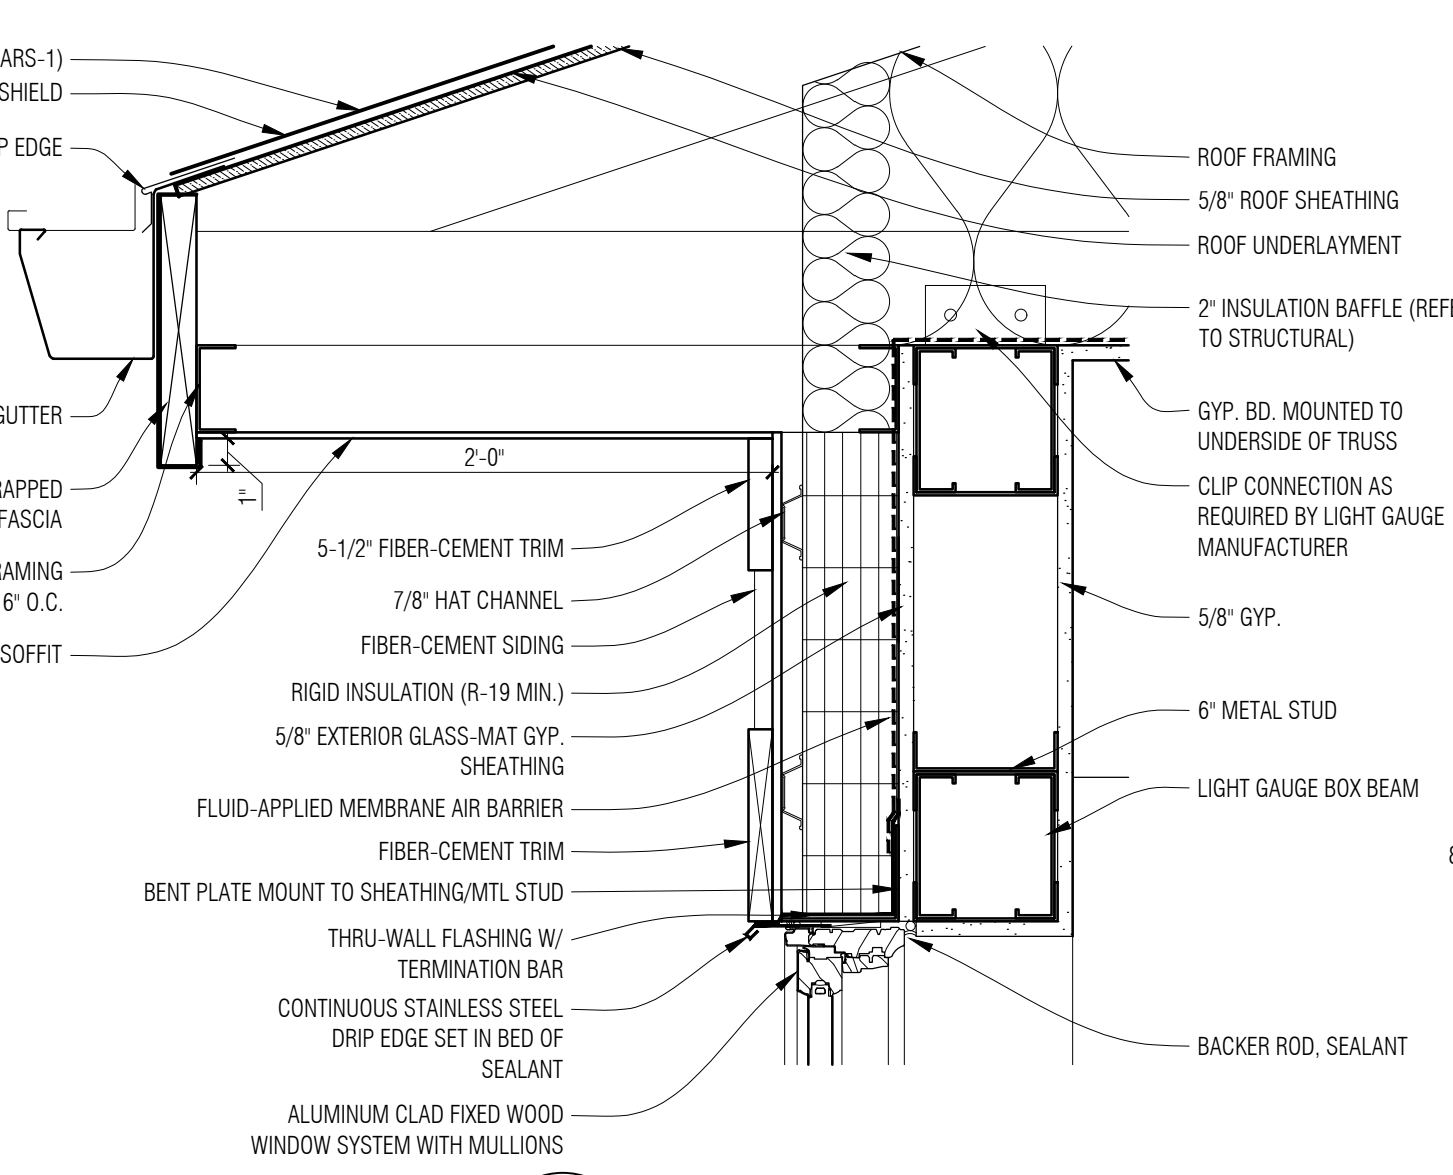 ARS-1)
SHIELD
P EDGE
GUTTER
RAPPED
FASCIA
RAMING
6" O.C.
SOFFIT
2'-0"
1"
5-1/2" FIBER-CEMENT TRIM
7/8" HAT CHANNEL
FIBER-CEMENT SIDING
RIGID INSULATION (R-19 MIN.)
5/8" EXTERIOR GLASS-MAT GYP.
SHEATHING
FLUID-APPLIED MEMBRANE AIR BARRIER
FIBER-CEMENT TRIM
BENT PLATE MOUNT TO SHEATHING/MTL STUD
THRU-WALL FLASHING W/
TERMINATION BAR
CONTINUOUS STAINLESS STEEL
DRIP EDGE SET IN BED OF
SEALANT
ALUMINUM CLAD FIXED WOOD
WINDOW SYSTEM WITH MULLIONS
ROOF FRAMING
5/8" ROOF SHEATHING
ROOF UNDERLAYMENT
2" INSULATION BAFFLE (REFE
TO STRUCTURAL)
GYP. BD. MOUNTED TO
UNDERSIDE OF TRUSS
CLIP CONNECTION AS
REQUIRED BY LIGHT GAUGE
MANUFACTURER
5/8" GYP.
6" METAL STUD
LIGHT GAUGE BOX BEAM
BACKER ROD, SEALANT